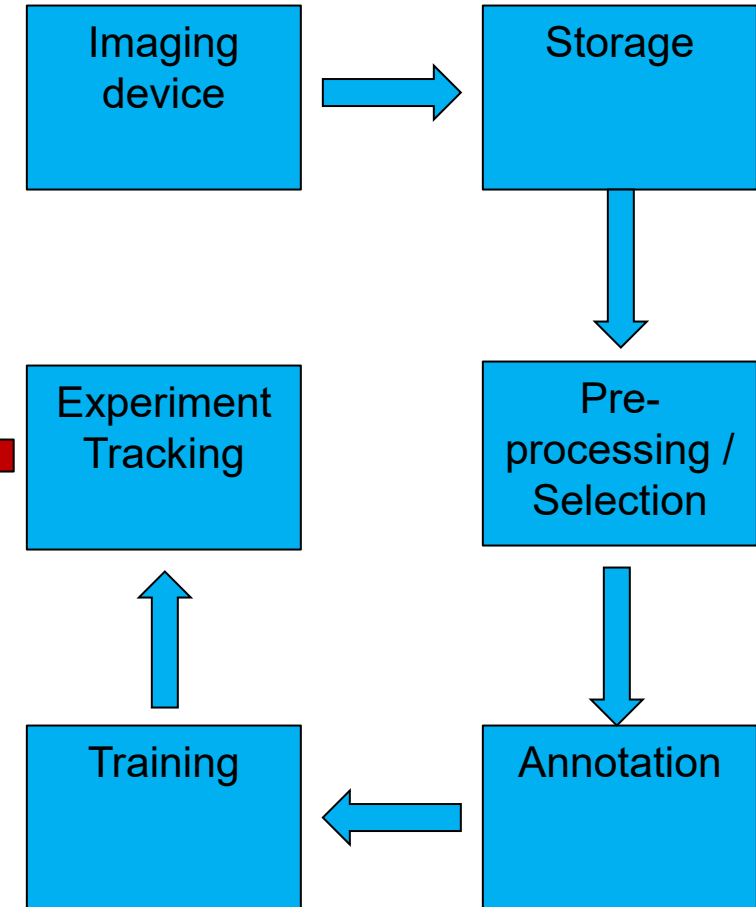 Imaging
device
Storage
Experiment
Tracking
Pre-
processing /
Selection
Training
Annotation